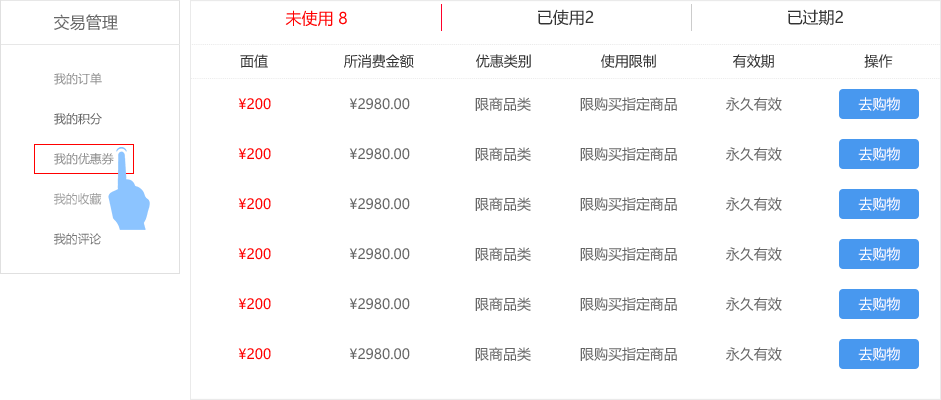 交易管理
我的订单
我的积分
我的优惠券
我的收藏
我的评论
未使用 8 已使用2 已过期2
面值 所消费金额 优惠类别 使用限制 有效期 操作
¥200 ¥2980.00 限商品类 限购买指定商品 永久有效 去购物
¥200 ¥2980.00 限商品类 限购买指定商品 永久有效 去购物
¥200 ¥2980.00 限商品类 限购买指定商品 永久有效 去购物
¥200 ¥2980.00 限商品类 限购买指定商品 永久有效 去购物
¥200 ¥2980.00 限商品类 限购买指定商品 永久有效 去购物
¥200 ¥2980.00 限商品类 限购买指定商品 永久有效 去购物